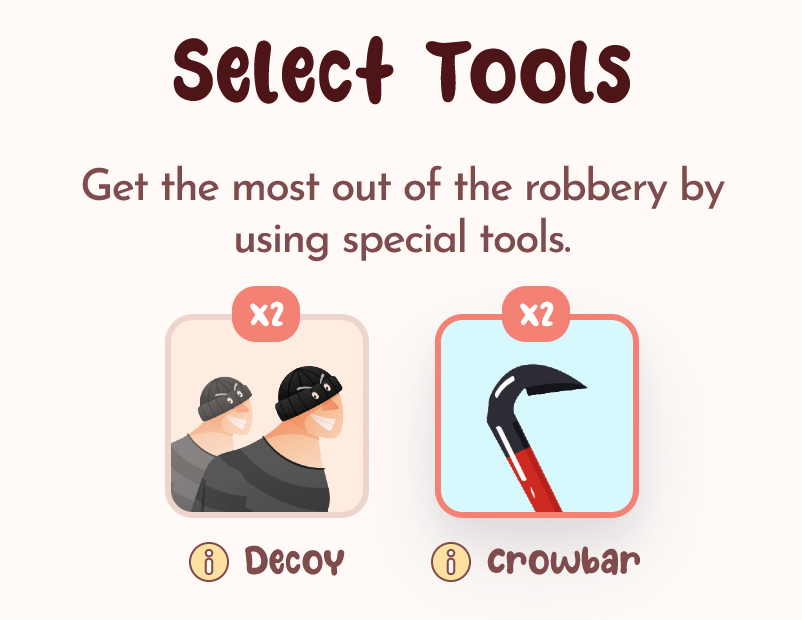 Select Tools
Get the most out of the robbery by
using special tools.
X2 X2
i Decoy i Crowbar